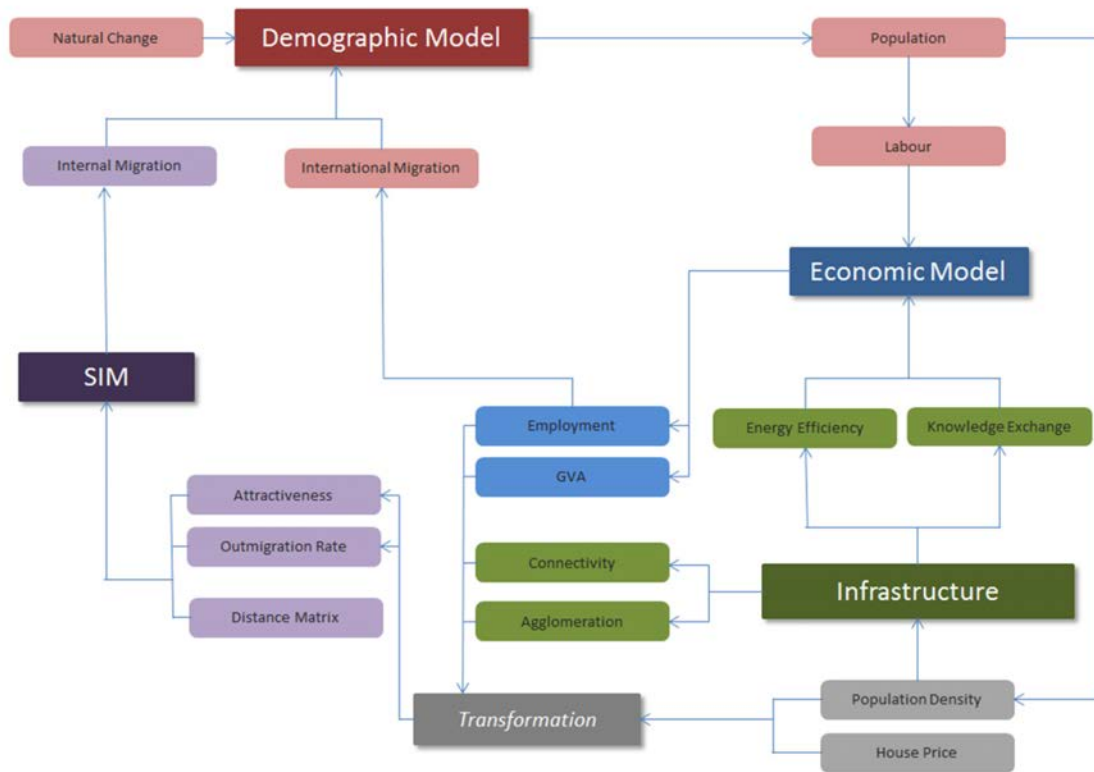 Natural Change
Demographic Model
Population
Internal Migration
International Migration
Labour
Economic Model
SIM
Employment
Energy Efficiency
Knowledge Exchange
GVA
Attractiveness
Outmigration Rate
Connectivity
Infrastructure
Distance Matrix
Agglomeration
Transformation
Population Density
House Price